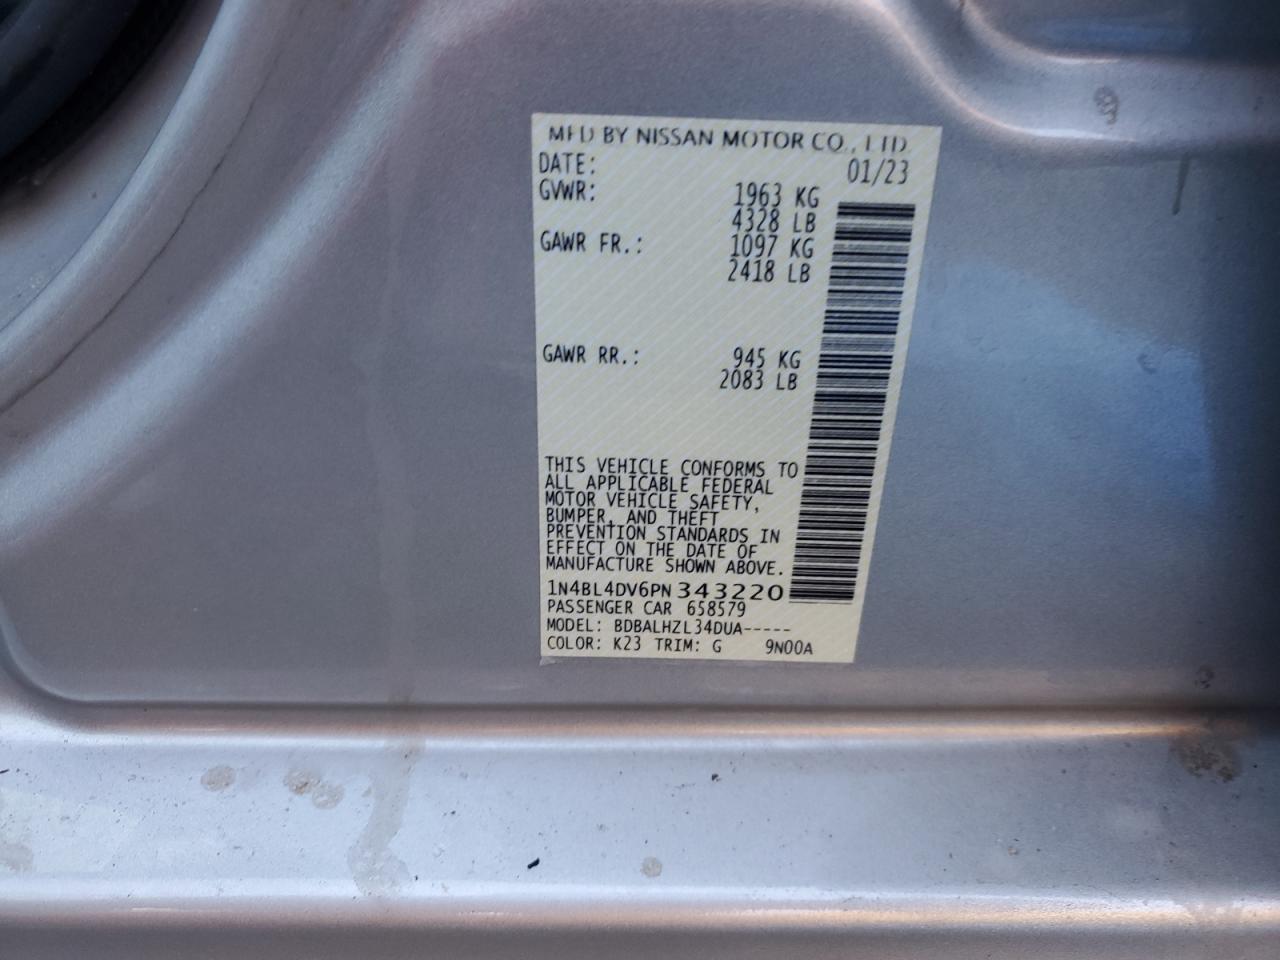 MFD BY NISSAN MOTOR CO., LTD.
DATE: 01/23
GVWR: 1963 KG
4328 LB
GAWR FR.: 1097 KG
2418 LB
GAWR RR.: 945 KG
2083 LB
THIS VEHICLE CONFORMS TO
ALL APPLICABLE FEDERAL
MOTOR VEHICLE SAFETY,
BUMPER, AND THEFT
PREVENTION STANDARDS IN
EFFECT ON THE DATE OF
MANUFACTURE SHOWN ABOVE.
1N4BL4DV6PN343220
PASSENGER CAR 658579
MODEL: BDBALHZL34DUA-----
COLOR: K23 TRIM: G 9N00A